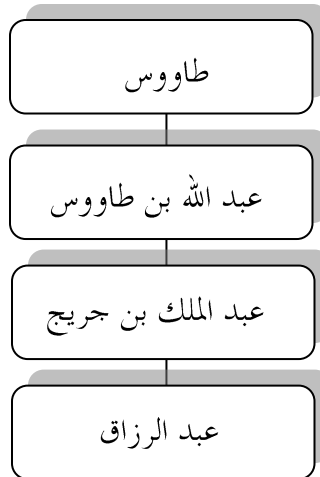 طاووس
عبد الله بن طاووس
عبد الملك بن جريج
عبد الرزاق